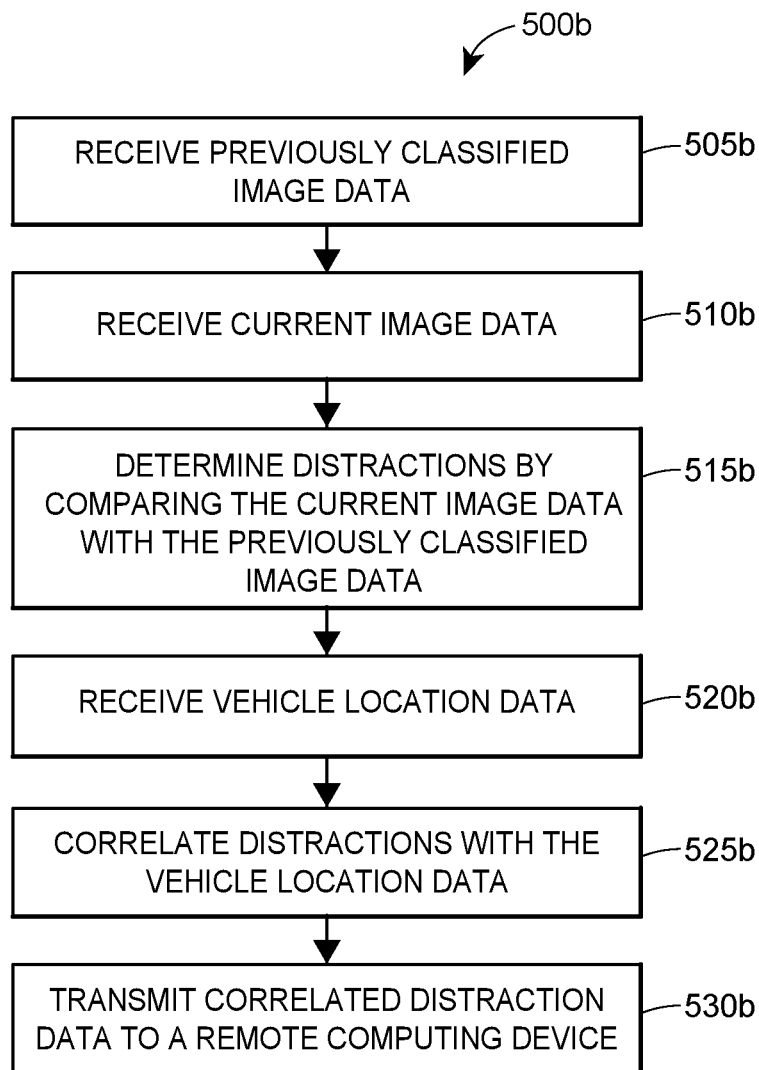 500b
RECEIVE PREVIOUSLY CLASSIFIED
IMAGE DATA
505b
RECEIVE CURRENT IMAGE DATA
510b
DETERMINE DISTRACTIONS BY
COMPARING THE CURRENT IMAGE DATA
WITH THE PREVIOUSLY CLASSIFIED
IMAGE DATA
515b
RECEIVE VEHICLE LOCATION DATA
520b
CORRELATE DISTRACTIONS WITH THE
VEHICLE LOCATION DATA
525b
TRANSMIT CORRELATED DISTRACTION
DATA TO A REMOTE COMPUTING DEVICE
530b